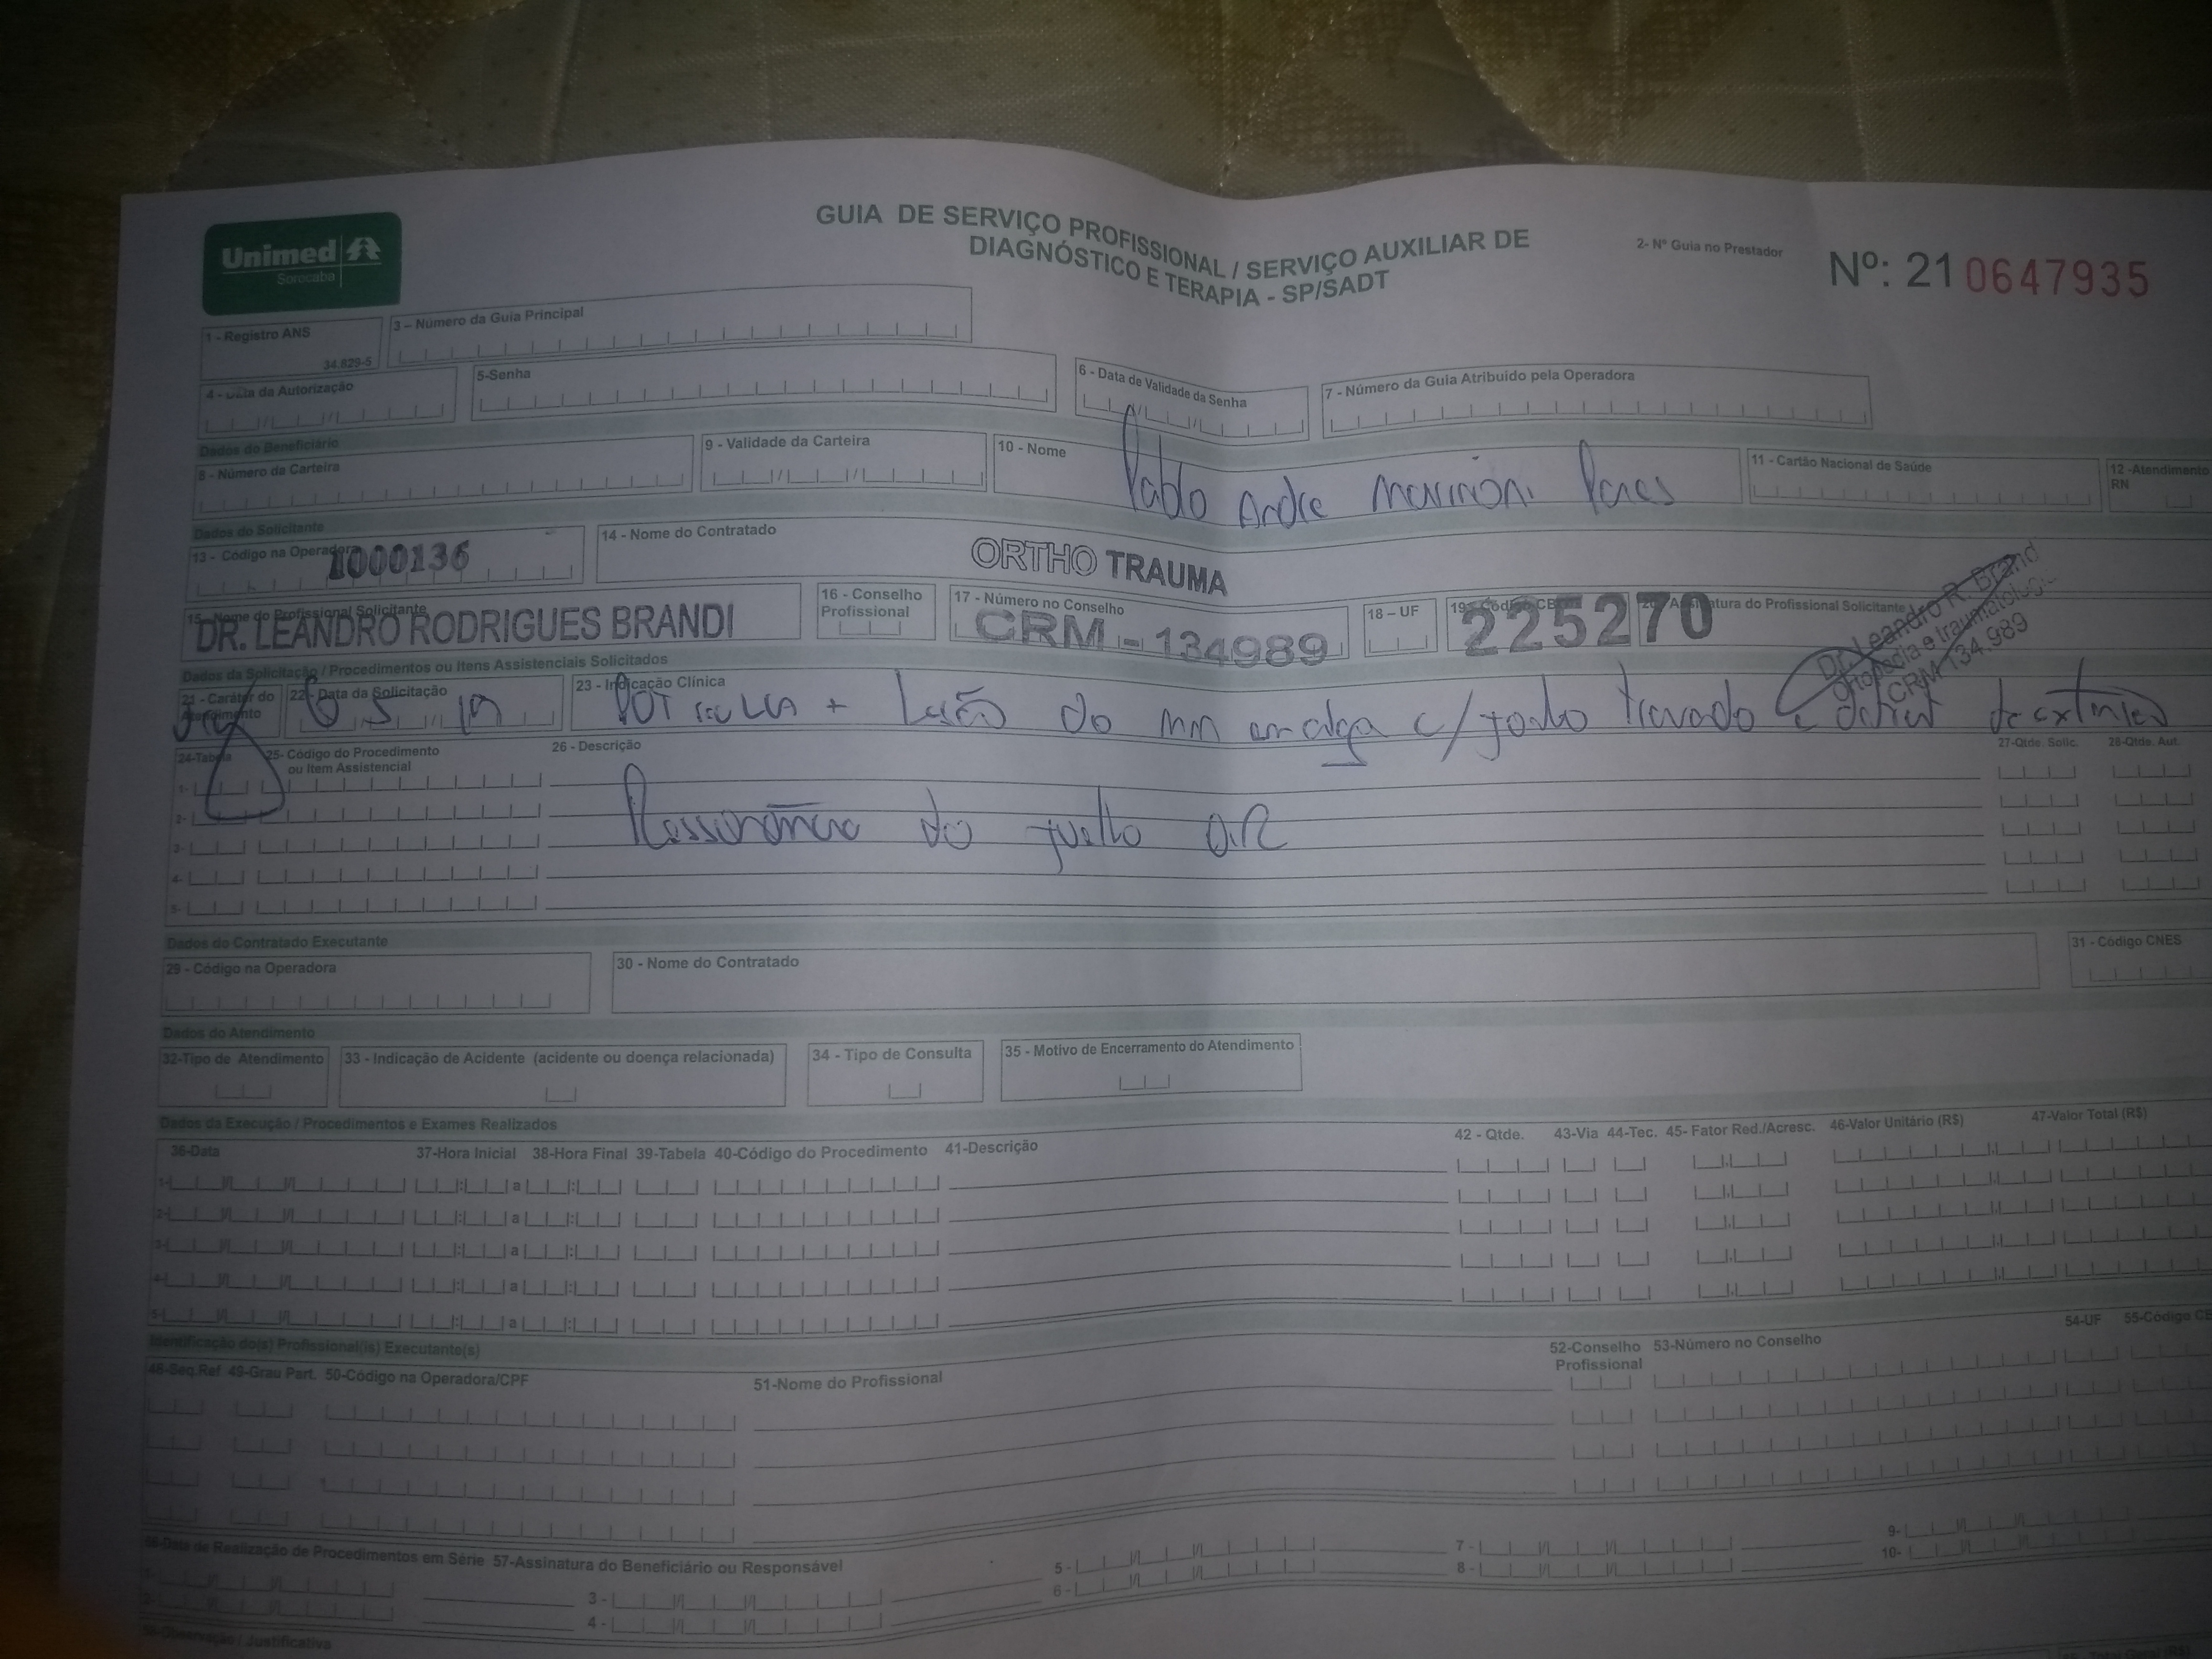 Unimed
Sorocaba
GUIA DE SERVIÇO PROFISSIONAL / SERVIÇO AUXILIAR DE
DIAGNÓSTICO E TERAPIA - SP/SADT
2- Nº Guia no Prestador
Nº: 21 0647935
1 - Registro ANS
34.829-5
3 – Número da Guia Principal
4 - Data da Autorização
5-Senha
6 - Data de Validade da Senha
7 - Número da Guia Atribuído pela Operadora
Dados do Beneficiário
8 - Número da Carteira
9 - Validade da Carteira
10 - Nome
Pablo Andre
11 - Cartão Nacional de Saúde
12 -Atendimento
RN
Dados do Solicitante
13 - Código na Operadora
1000136
14 - Nome do Contratado
ORTHO TRAUMA
15 - Nome do Profissional Solicitante
DR. LEANDRO RODRIGUES BRANDI
16 - Conselho
Profissional
17 - Número no Conselho
CRM - 134989
18 – UF
19 - Código CBO
225270
20 - Assinatura do Profissional Solicitante
Dr. Leandro R. Brand
Ortopedia e traumatologi
CRM 134.989
Dados da Solicitação / Procedimentos ou Itens Assistenciais Solicitados
21 - Caráter do
Atendimento
22 - Data da Solicitação
23 - Indicação Clínica
+ Lesão do mm em alça c/ joelho travado e deficit de extensão
24-Tabela
25- Código do Procedimento
ou Item Assistencial
26 - Descrição
27-Qtde. Solic.
28-Qtde. Aut.
1-
2-
3-
4-
5-
Ressonância do joelho
Dados do Contratado Executante
29 - Código na Operadora
30 - Nome do Contratado
31 - Código CNES
Dados do Atendimento
32-Tipo de Atendimento
33 - Indicação de Acidente (acidente ou doença relacionada)
34 - Tipo de Consulta
35 - Motivo de Encerramento do Atendimento
Dados da Execução / Procedimentos e Exames Realizados
36-Data
37-Hora Inicial
38-Hora Final
39-Tabela
40-Código do Procedimento
41-Descrição
42 - Qtde.
43-Via
44-Tec.
45- Fator Red./Acresc.
46-Valor Unitário (R$)
47-Valor Total (R$)
1- a
2- a
3- a
4- a
5- a
Identificação do(s) Profissional(is) Executante(s)
48-Seq.Ref
49-Grau Part.
50-Código na Operadora/CPF
51-Nome do Profissional
52-Conselho
Profissional
53-Número no Conselho
54-UF
55-Código CB
56-Data de Realização de Procedimentos em Série
57-Assinatura do Beneficiário ou Responsável
1-
2-
3 -
4 -
5 -
6 -
7 -
8 -
9-
10-
58-Observação / Justificativa